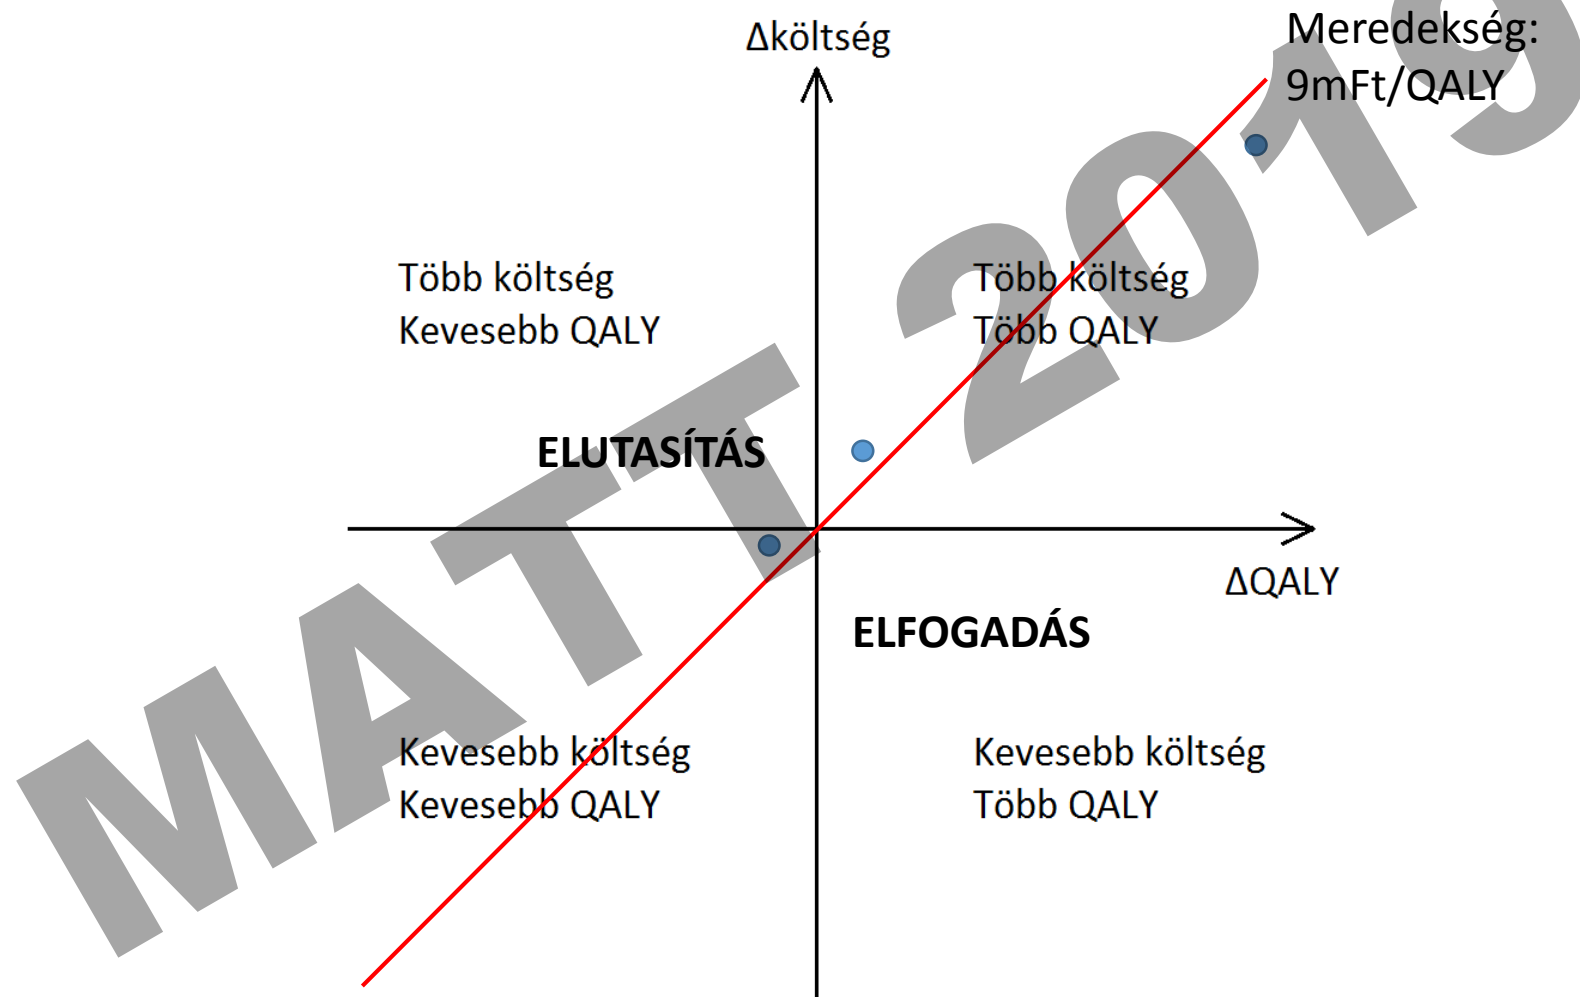 Δköltség
Meredekség:
9mFt/QALY
Több költség
Kevesebb QALY
Több költség
Több QALY
ELUTASÍTÁS
ΔQALY
ELFOGADÁS
Kevesebb költség
Kevesebb QALY
Kevesebb költség
Több QALY
MATT 2019